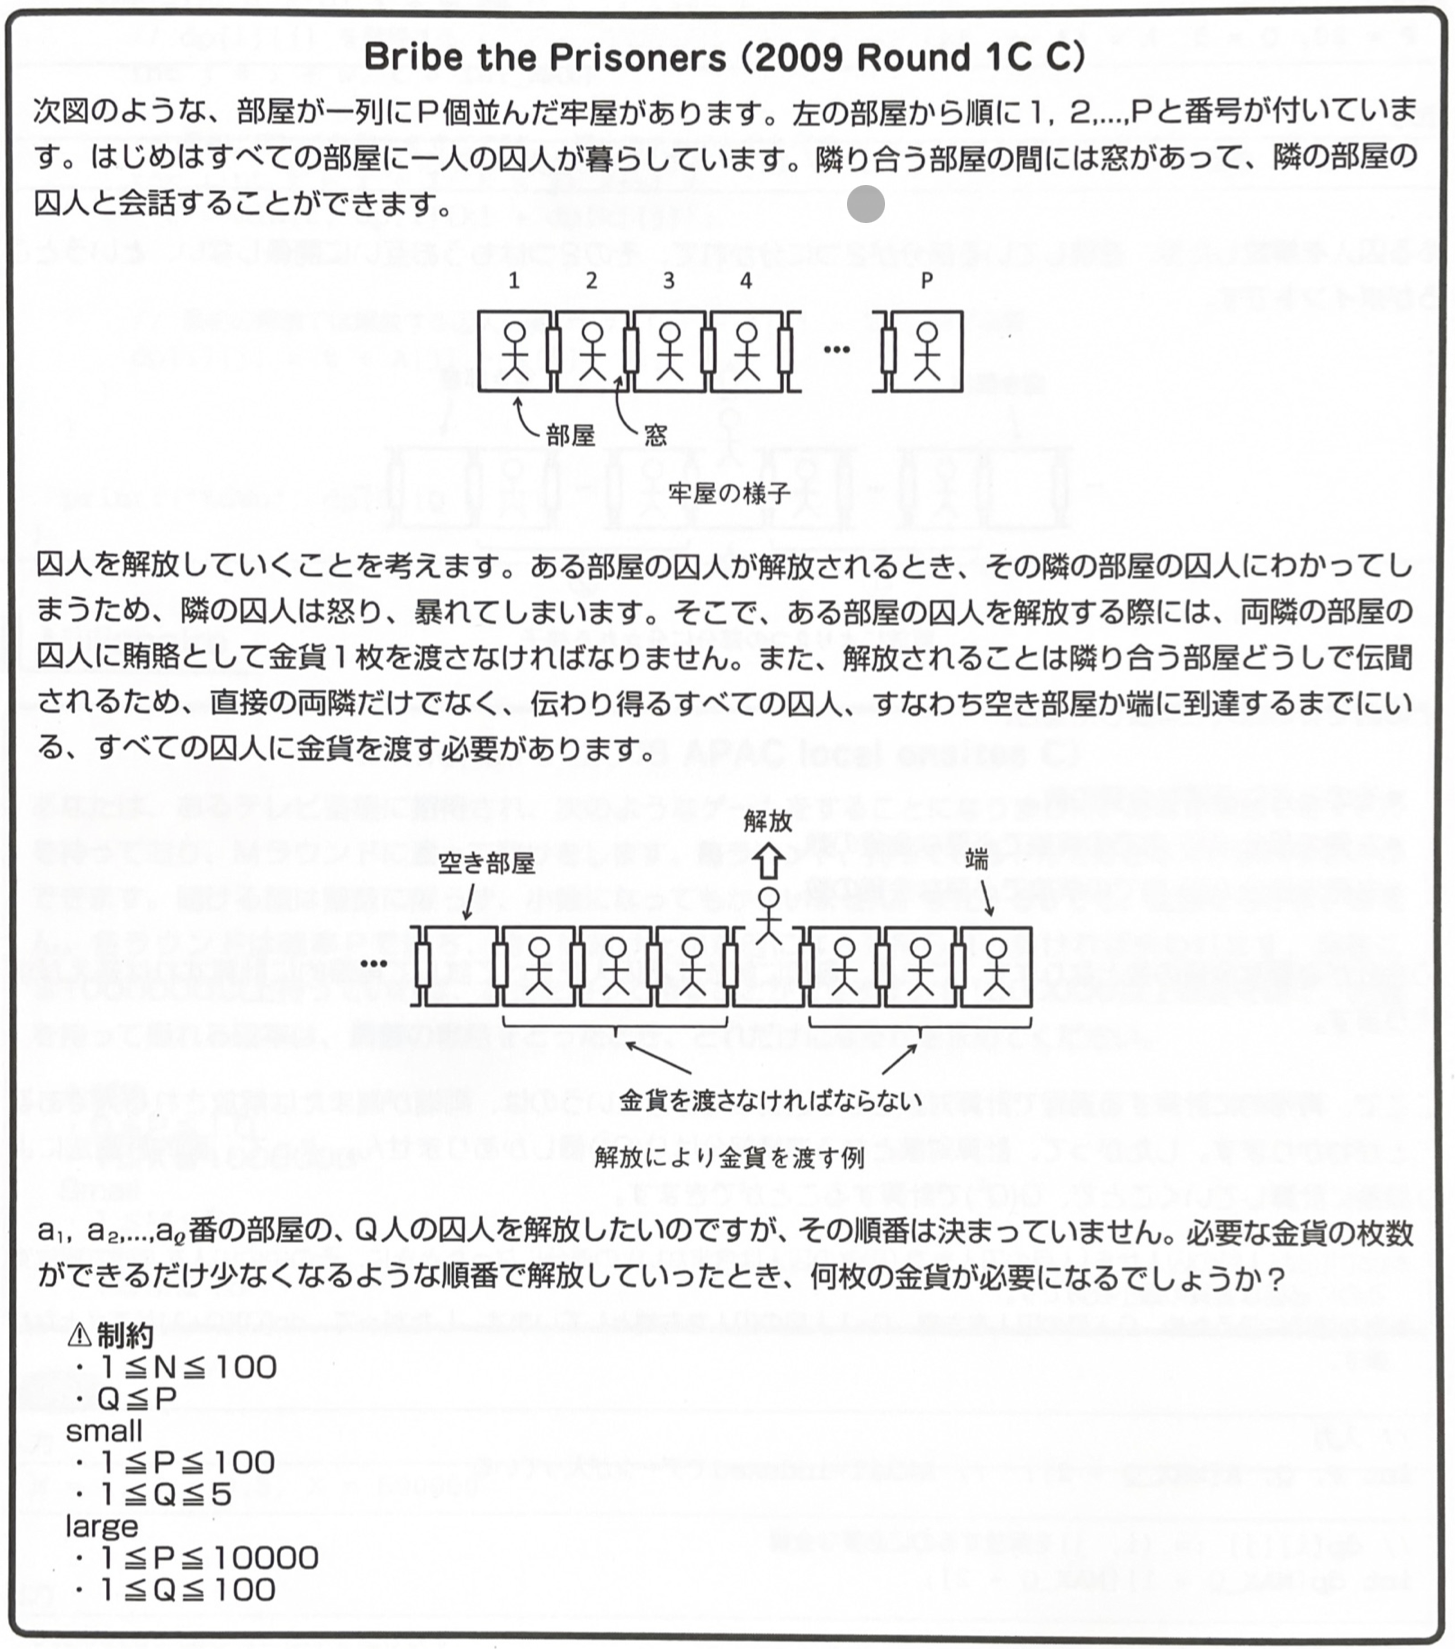 Bribe the Prisoners (2009 Round 1C C)
次図のような、部屋が一列にP個並んだ牢屋があります。左の部屋から順に1, 2,...,Pと番号が付いていま
す。はじめはすべての部屋に一人の囚人が暮らしています。隣り合う部屋の間には窓があって、隣の部屋の
囚人と会話することができます。
1 2 3 4 P
...
部屋 窓
牢屋の様子
囚人を解放していくことを考えます。ある部屋の囚人が解放されるとき、その隣の部屋の囚人にわかってし
まうため、隣の囚人は怒り、暴れてしまいます。そこで、ある部屋の囚人を解放する際には、両隣の部屋の
囚人に賄賂として金貨1枚を渡さなければなりません。また、解放されることは隣り合う部屋どうしで伝聞
されるため、直接の両隣だけでなく、伝わり得るすべての囚人、すなわち空き部屋か端に到達するまでにい
る、すべての囚人に金貨を渡す必要があります。
解放
空き部屋 端
...
金貨を渡さなければならない
解放により金貨を渡す例
a₁, a₂,...,a_Q番の部屋の、Q人の囚人を解放したいのですが、その順番は決まっていません。必要な金貨の枚数
ができるだけ少なくなるような順番で解放していったとき、何枚の金貨が必要になるでしょうか？
⚠制約
・1≦N≦100
・Q≦P
small
・1≦P≦100
・1≦Q≦5
large
・1≦P≦10000
・1≦Q≦100